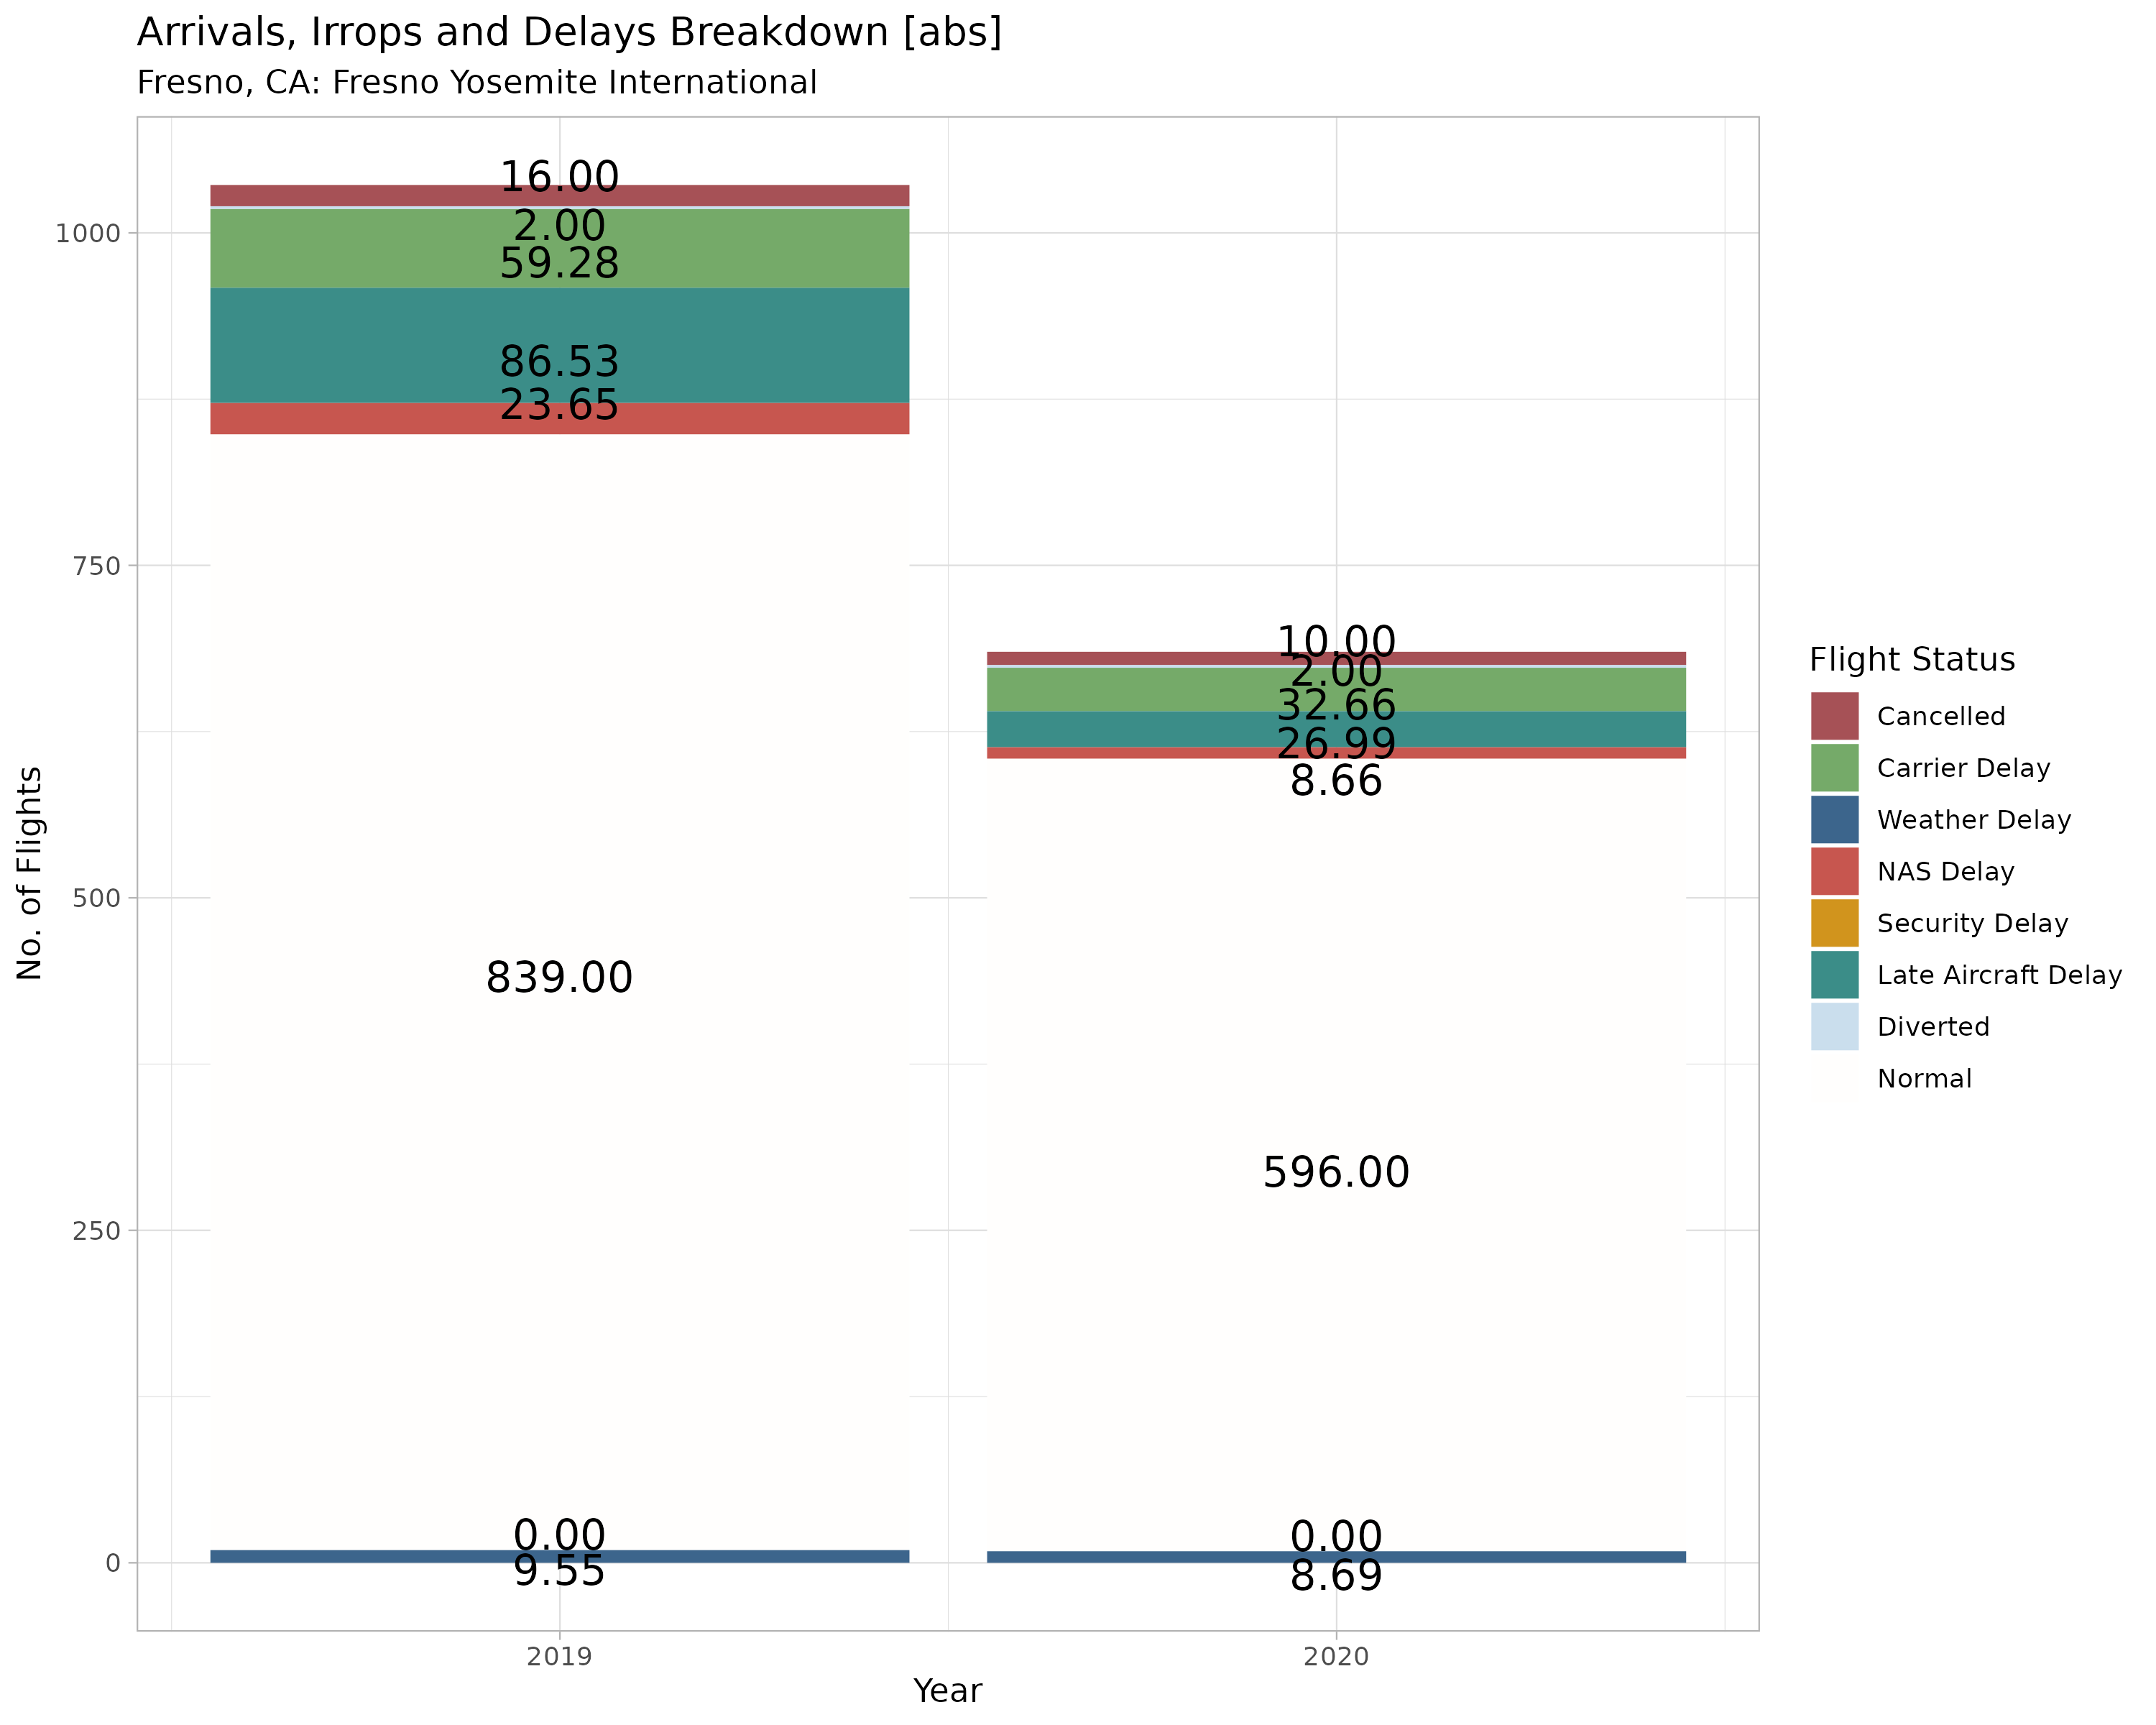 Arrivals, Irrops and Delays Breakdown [abs]
Fresno, CA: Fresno Yosemite International
No. of Flights
1000
750
500
250
0
16.00
2.00
59.28
86.53
23.65
839.00
0.00
9.55
10.00
2.00
32.66
26.99
8.66
596.00
0.00
8.69
2019
2020
Year
Flight Status
Cancelled
Carrier Delay
Weather Delay
NAS Delay
Security Delay
Late Aircraft Delay
Diverted
Normal